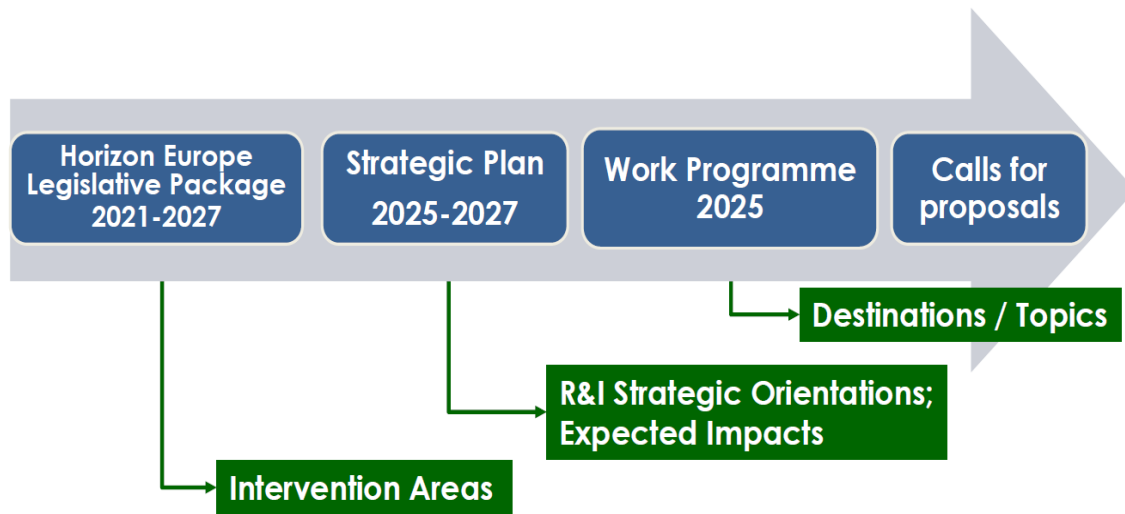 Horizon Europe
Legislative Package
2021-2027
Strategic Plan
2025-2027
Work Programme
2025
Calls for
proposals
Destinations / Topics
R&I Strategic Orientations;
Expected Impacts
Intervention Areas